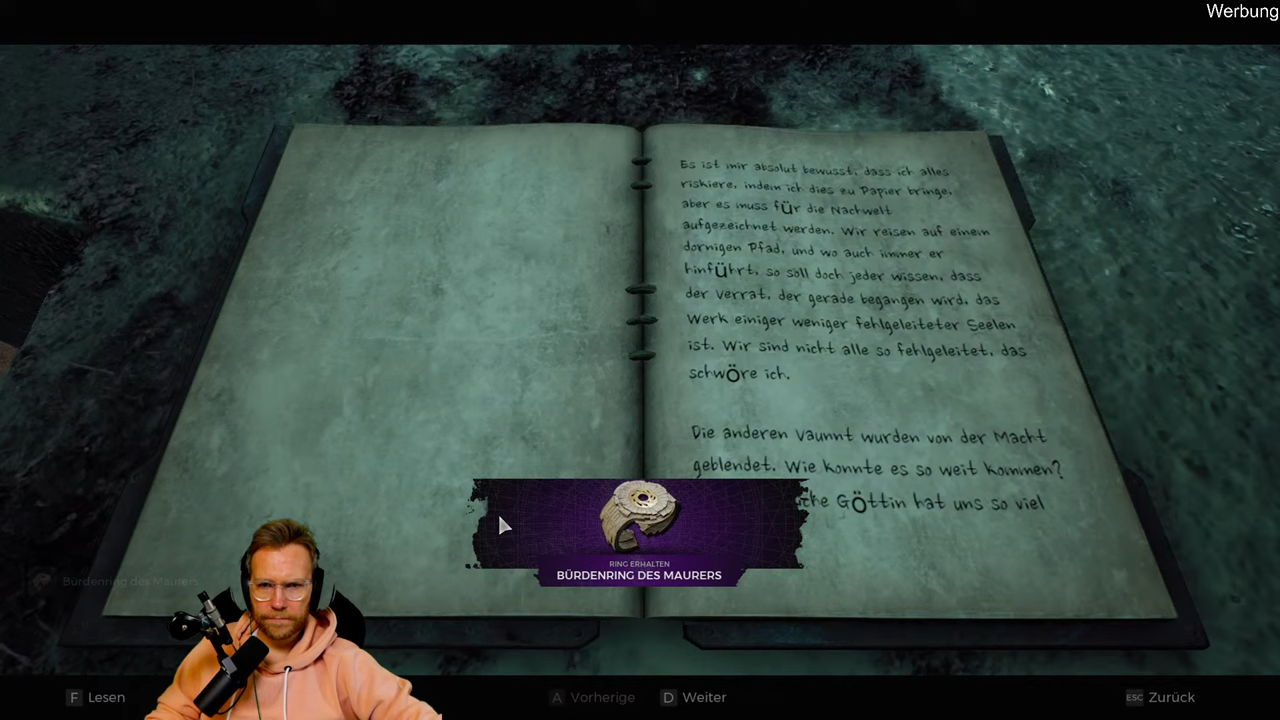 Werbung
Es ist mir absolut bewusst, dass ich alles
riskiere, indem ich dies zu Papier bringe,
aber es muss für die Nachwelt
aufgezeichnet werden. Wir reisen auf einem
dornigen Pfad, und wo auch immer er
hinführt, so soll doch jeder wissen, dass
der Verrat, der gerade begangen wird, das
Werk einiger weniger fehlgeleiteter Seelen
ist. Wir sind nicht alle so fehlgeleitet, das
schwöre ich.
Die anderen Vaunnt wurden von der Macht
geblendet. Wie konnte es so weit kommen?
Göttin hat uns so viel
RING ERHALTEN
BÜRDENRING DES MAURERS
Bürdenring des Maurers
F Lesen
A Vorherige
D Weiter
ESC Zurück